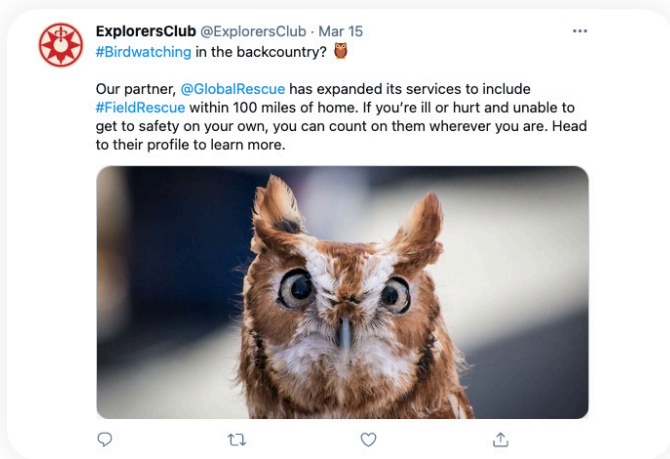 ExplorersClub @ExplorersClub · Mar 15
#Birdwatching in the backcountry? 🦉
Our partner, @GlobalRescue has expanded its services to include
#FieldRescue within 100 miles of home. If you’re ill or hurt and unable to
get to safety on your own, you can count on them wherever you are. Head
to their profile to learn more.